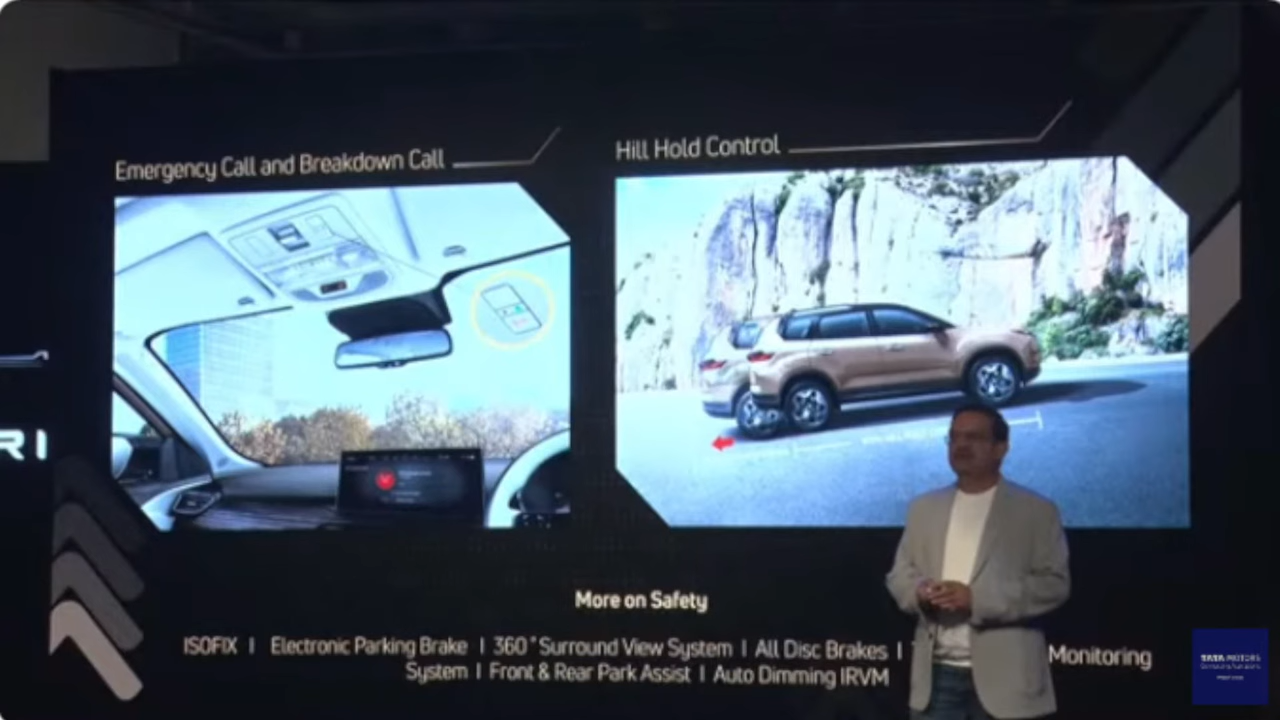 Emergency Call and Breakdown Call
Hill Hold Control
RI
More on Safety
ISOFIX I Electronic Parking Brake I 360° Surround View System I All Disc Brakes I Monitoring
System I Front & Rear Park Assist I Auto Dimming IRVM
TATA MOTORS